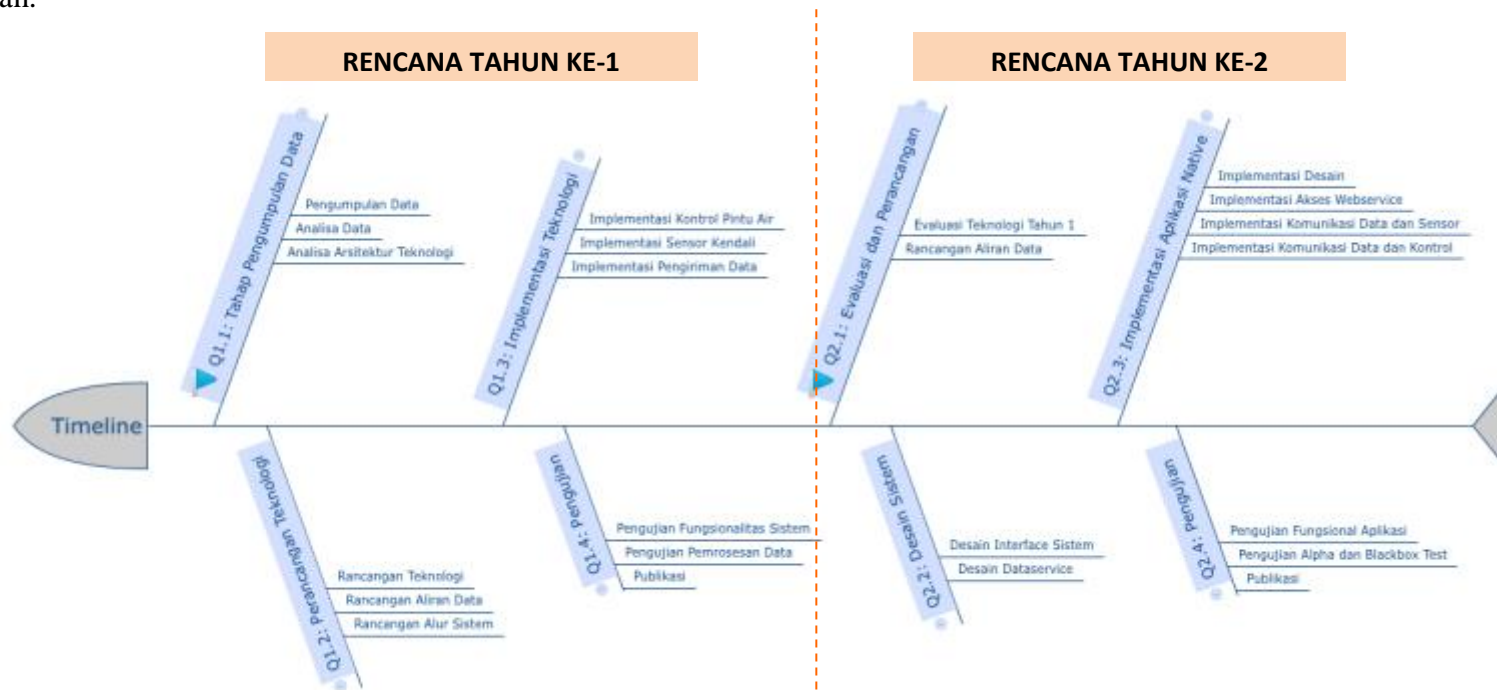 an.
RENCANA TAHUN KE-1
RENCANA TAHUN KE-2
Timeline
Q1.1: Tahap Pengumpulan Data
Pengumpulan Data
Analisa Data
Analisa Arsitektur Teknologi
Q1.2: Perancangan Teknologi
Rancangan Teknologi
Rancangan Aliran Data
Rancangan Alur Sistem
Q1.3: Implementasi Teknologi
Implementasi Kontrol Pintu Air
Implementasi Sensor Kendali
Implementasi Pengiriman Data
Q1.4: Pengujian
Pengujian Fungsionalitas Sistem
Pengujian Pemrosesan Data
Publikasi
Q2.1: Evaluasi dan Perancangan
Evaluasi Teknologi Tahun 1
Rancangan Aliran Data
Q2.2: Desain Sistem
Desain Interface Sistem
Desain Dataservice
Q2.3: Implementasi Aplikasi Native
Implementasi Desain
Implementasi Akses Webservice
Implementasi Komunikasi Data dan Sensor
Implementasi Komunikasi Data dan Kontrol
Q2.4: Pengujian
Pengujian Fungsional Aplikasi
Pengujian Alpha dan Blackbox Test
Publikasi